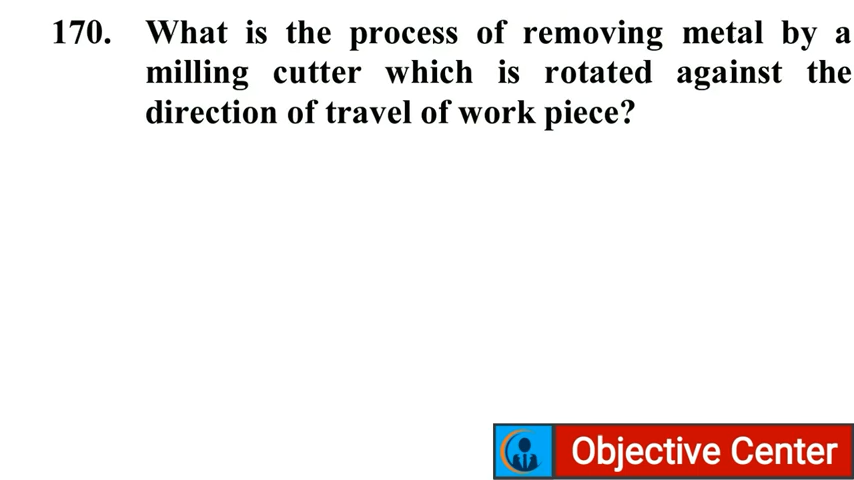 170. What is the process of removing metal by a
milling cutter which is rotated against the
direction of travel of work piece?
Objective Center